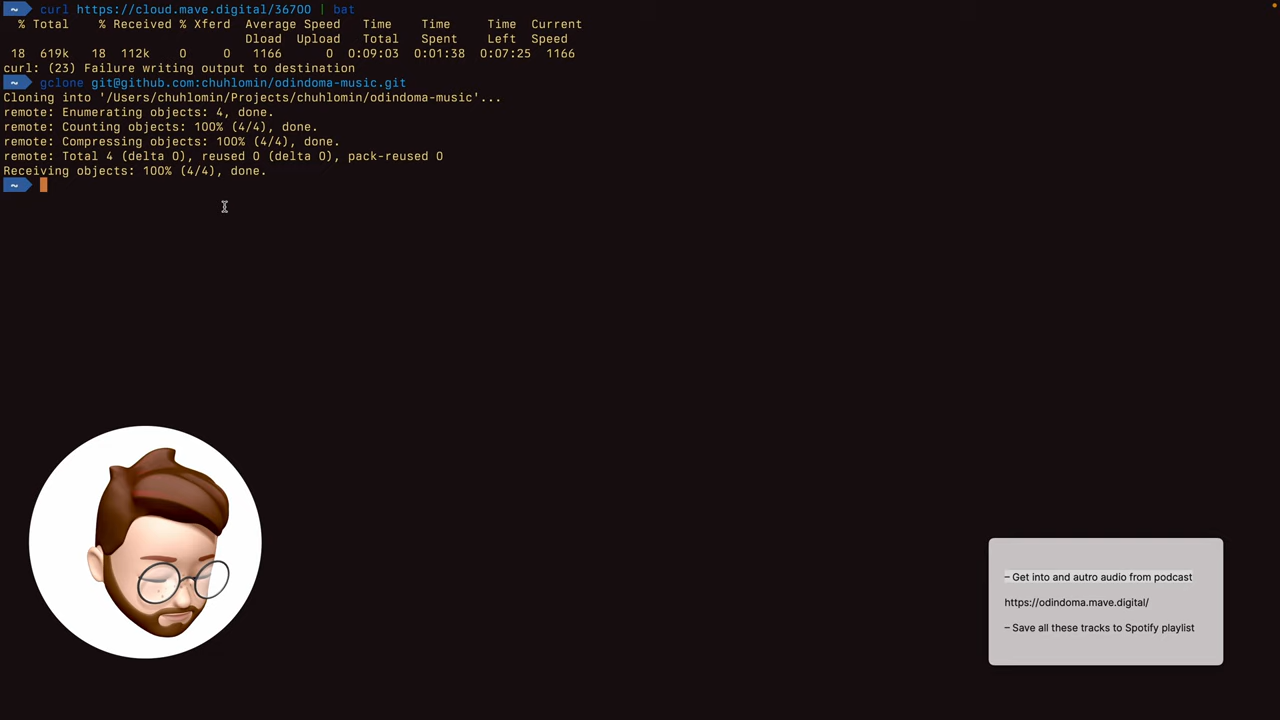 ~ curl https://cloud.mave.digital/36700 | bat
% Total % Received % Xferd Average Speed Time Time Time Current
Dload Upload Total Spent Left Speed
18 619k 18 112k 0 0 1166 0 0:09:03 0:01:38 0:07:25 1166
curl: (23) Failure writing output to destination
~ gclone git@github.com:chuhlomin/odindoma-music.git
Cloning into '/Users/chuhlomin/Projects/chuhlomin/odindoma-music'...
remote: Enumerating objects: 4, done.
remote: Counting objects: 100% (4/4), done.
remote: Compressing objects: 100% (4/4), done.
remote: Total 4 (delta 0), reused 0 (delta 0), pack-reused 0
Receiving objects: 100% (4/4), done.
~
– Get into and autro audio from podcast
https://odindoma.mave.digital/
– Save all these tracks to Spotify playlist